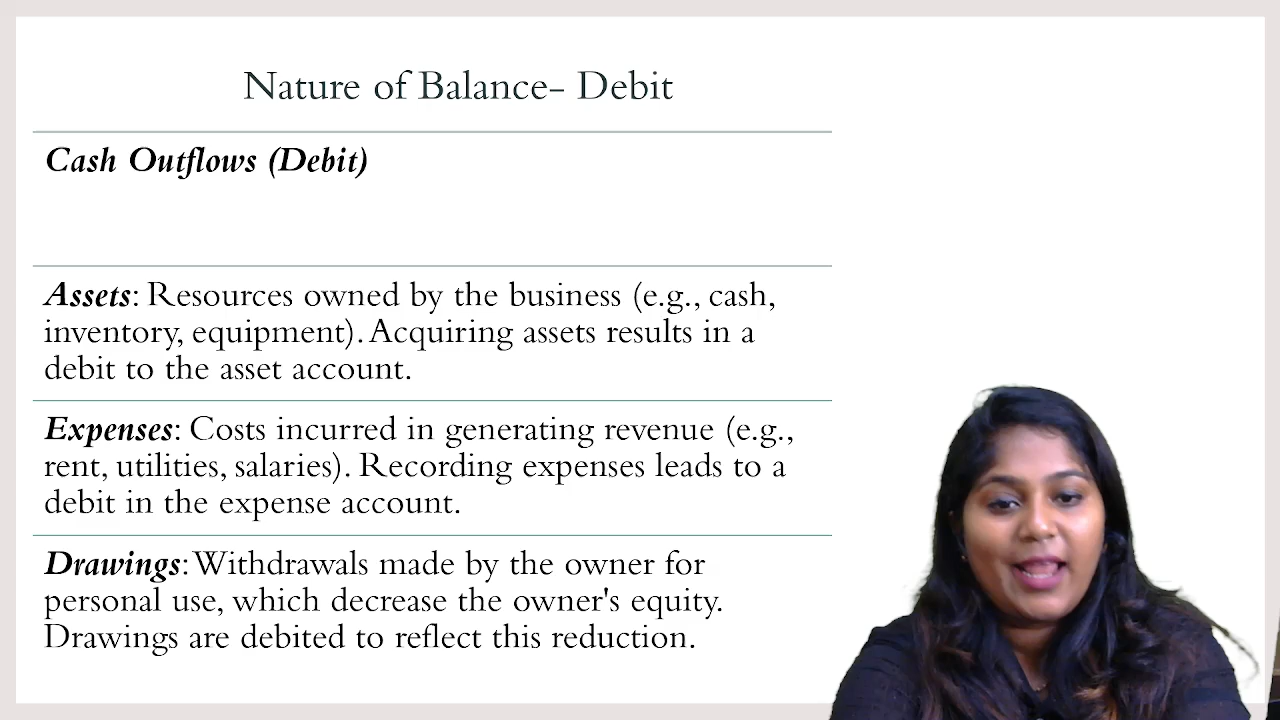 Nature of Balance- Debit
Cash Outflows (Debit)
Assets: Resources owned by the business (e.g., cash,
inventory, equipment). Acquiring assets results in a
debit to the asset account.
Expenses: Costs incurred in generating revenue (e.g.,
rent, utilities, salaries). Recording expenses leads to a
debit in the expense account.
Drawings: Withdrawals made by the owner for
personal use, which decrease the owner's equity.
Drawings are debited to reflect this reduction.